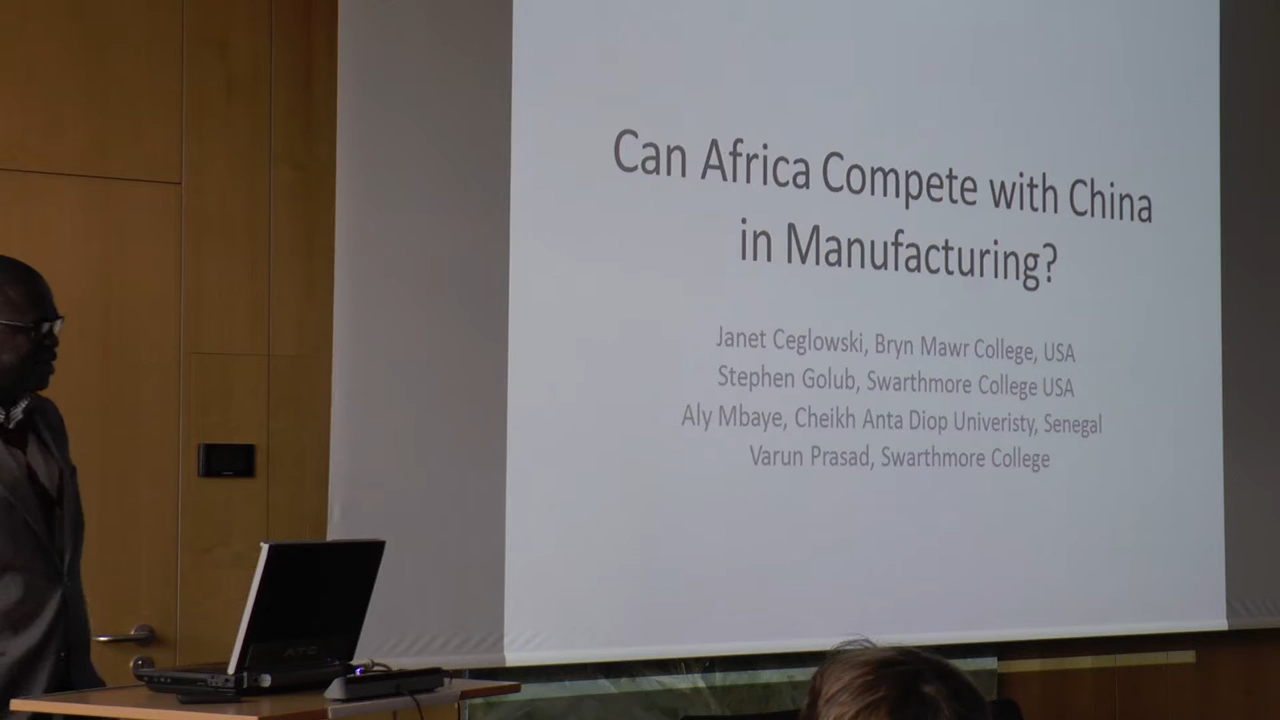 Can Africa Compete with China
in Manufacturing?
Janet Ceglowski, Bryn Mawr College, USA
Stephen Golub, Swarthmore College USA
Aly Mbaye, Cheikh Anta Diop Univeristy, Senegal
Varun Prasad, Swarthmore College